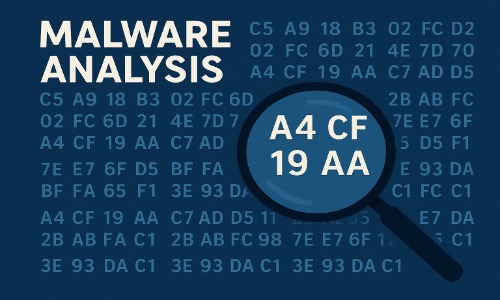 MALWARE
ANALYSIS
C5 A9 18 B3 02 FC D2
02 FC 6D 21 4E 7D 70
A4 CF 19 AA C7 AD D5
C5 A9 18 B3 02 FC 6D 2B AB FC
02 FC 6D 21 4E 7D 7 7E E7 6F
A4 CF 19 AA C7 AD 5 D5 F1
7E E7 6F D5 BF FA E 93 DA
BF FA 65 F1 3E 93 DA C1 FC C1
A4 CF
19 AA
A4 CF 19 AA C7 AD D5 11 E7 DA
2B AB FA C1 2B AB FC 98 7E E7 6F 1 5 C1
3E 93 DA C1 3E 93 DA C1 3E 93 DA C1